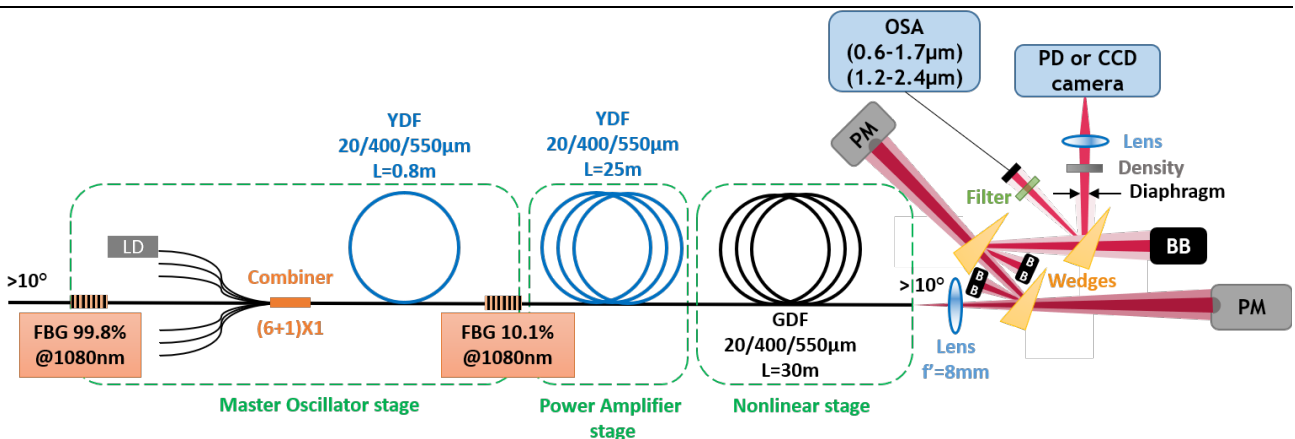 OSA
(0.6-1.7µm)
(1.2-2.4µm)
PD or CCD
camera
YDF
20/400/550µm
L=0.8m
YDF
20/400/550µm
L=25m
PM
Lens
Density
Filter
Diaphragm
LD
>10°
Combiner
(6+1)X1
FBG 99.8%
@1080nm
FBG 10.1%
@1080nm
GDF
20/400/550µm
L=30m
>10°
BB
BB
BB
Wedges
PM
Lens
f'=8mm
Master Oscillator stage
Power Amplifier
stage
Nonlinear stage